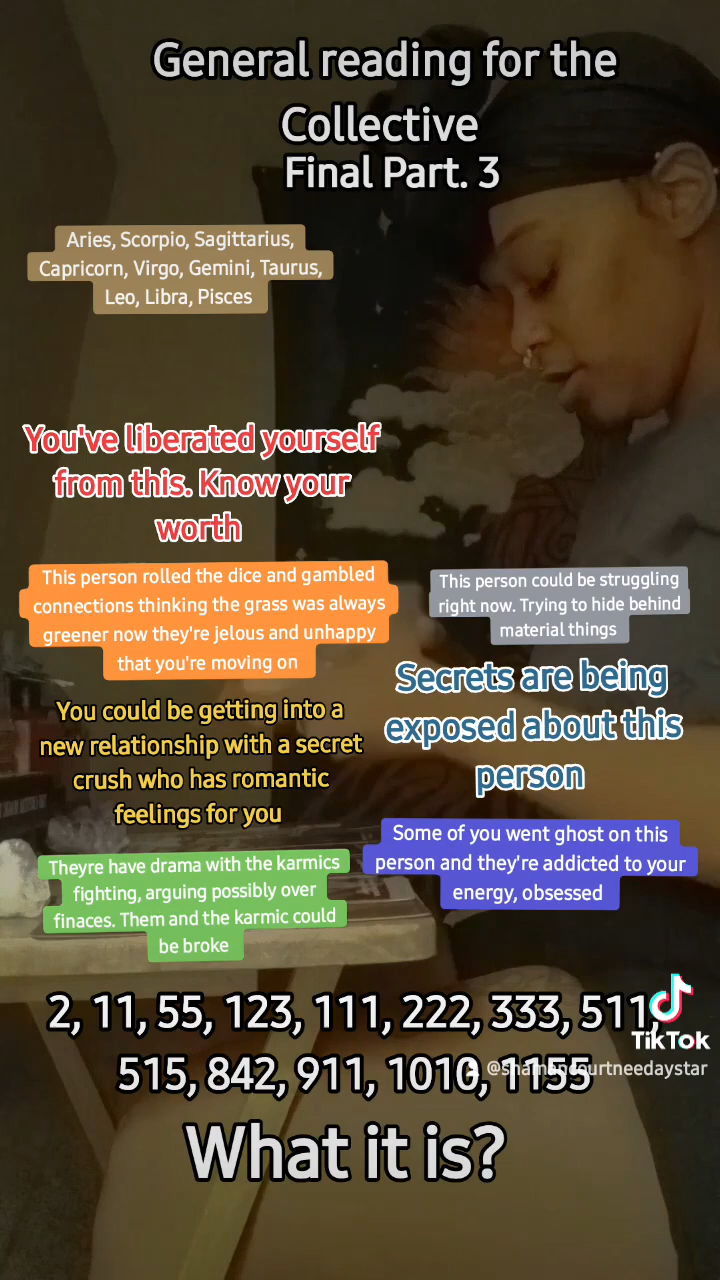 General reading for the
Collective
Final Part. 3
Aries, Scorpio, Sagittarius,
Capricorn, Virgo, Gemini, Taurus,
Leo, Libra, Pisces
You've liberated yourself
from this. Know your
worth
This person rolled the dice and gambled
connections thinking the grass was always
greener now they're jelous and unhappy
that you're moving on
This person could be struggling
right now. Trying to hide behind
material things
Secrets are being
exposed about this
person
You could be getting into a
new relationship with a secret
crush who has romantic
feelings for you
Some of you went ghost on this
person and they're addicted to your
energy, obsessed
Theyre have drama with the karmics
fighting, arguing possibly over
finaces. Them and the karmic could
be broke
2, 11, 55, 123, 111, 222, 333, 511,
515, 842, 911, 1010, 1155
TikTok
What it is?